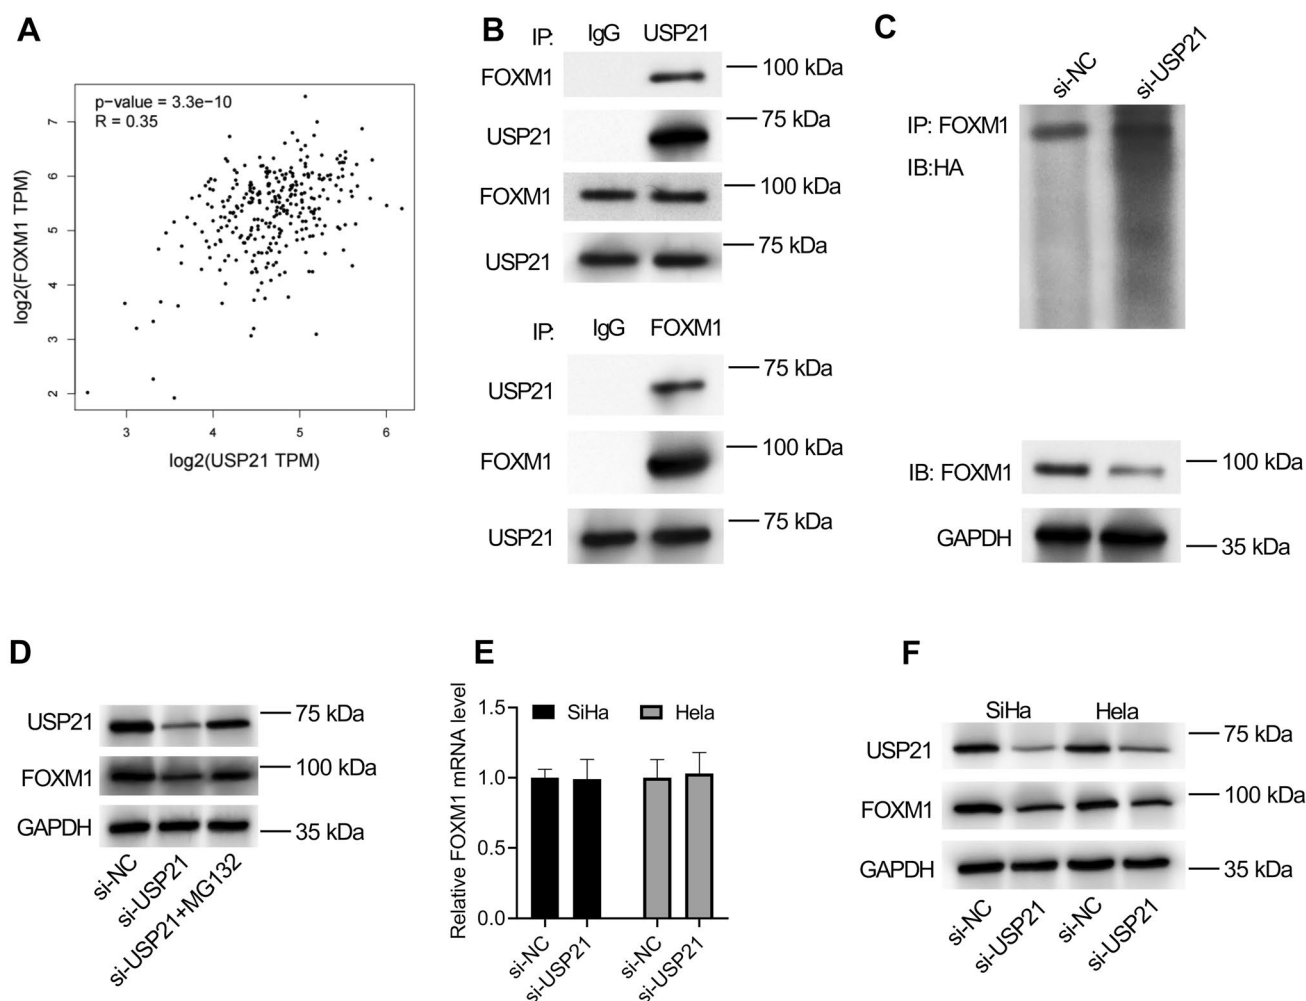 A
p-value = 3.3e-10
R = 0.35
log2(FOXM1 TPM)
7
6
5
4
3
2
3 4 5 6
log2(USP21 TPM)
B
IP: IgG USP21
FOXM1 100 kDa
USP21 75 kDa
FOXM1 100 kDa
USP21 75 kDa
IP: IgG FOXM1
USP21 75 kDa
FOXM1 100 kDa
USP21 75 kDa
C
si-NC si-USP21
IP: FOXM1
IB:HA
IB: FOXM1 100 kDa
GAPDH 35 kDa
D
USP21 75 kDa
FOXM1 100 kDa
GAPDH 35 kDa
si-NC
si-USP21
si-USP21+MG132
E
Relative FOXM1 mRNA level
1.5
1.0
0.5
0.0
SiHa Hela
si-NC
si-USP21
si-NC
si-USP21
F
SiHa Hela
USP21 75 kDa
FOXM1 100 kDa
GAPDH 35 kDa
si-NC
si-USP21
si-NC
si-USP21